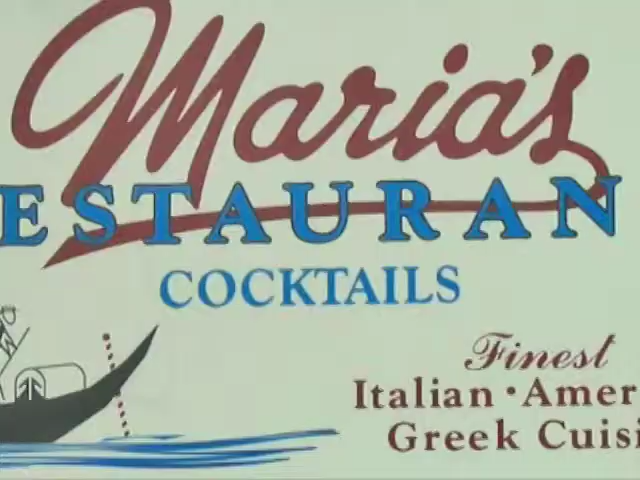 Maria's
ESTAURAN
COCKTAILS
Finest
Italian • Amer
Greek Cuisi